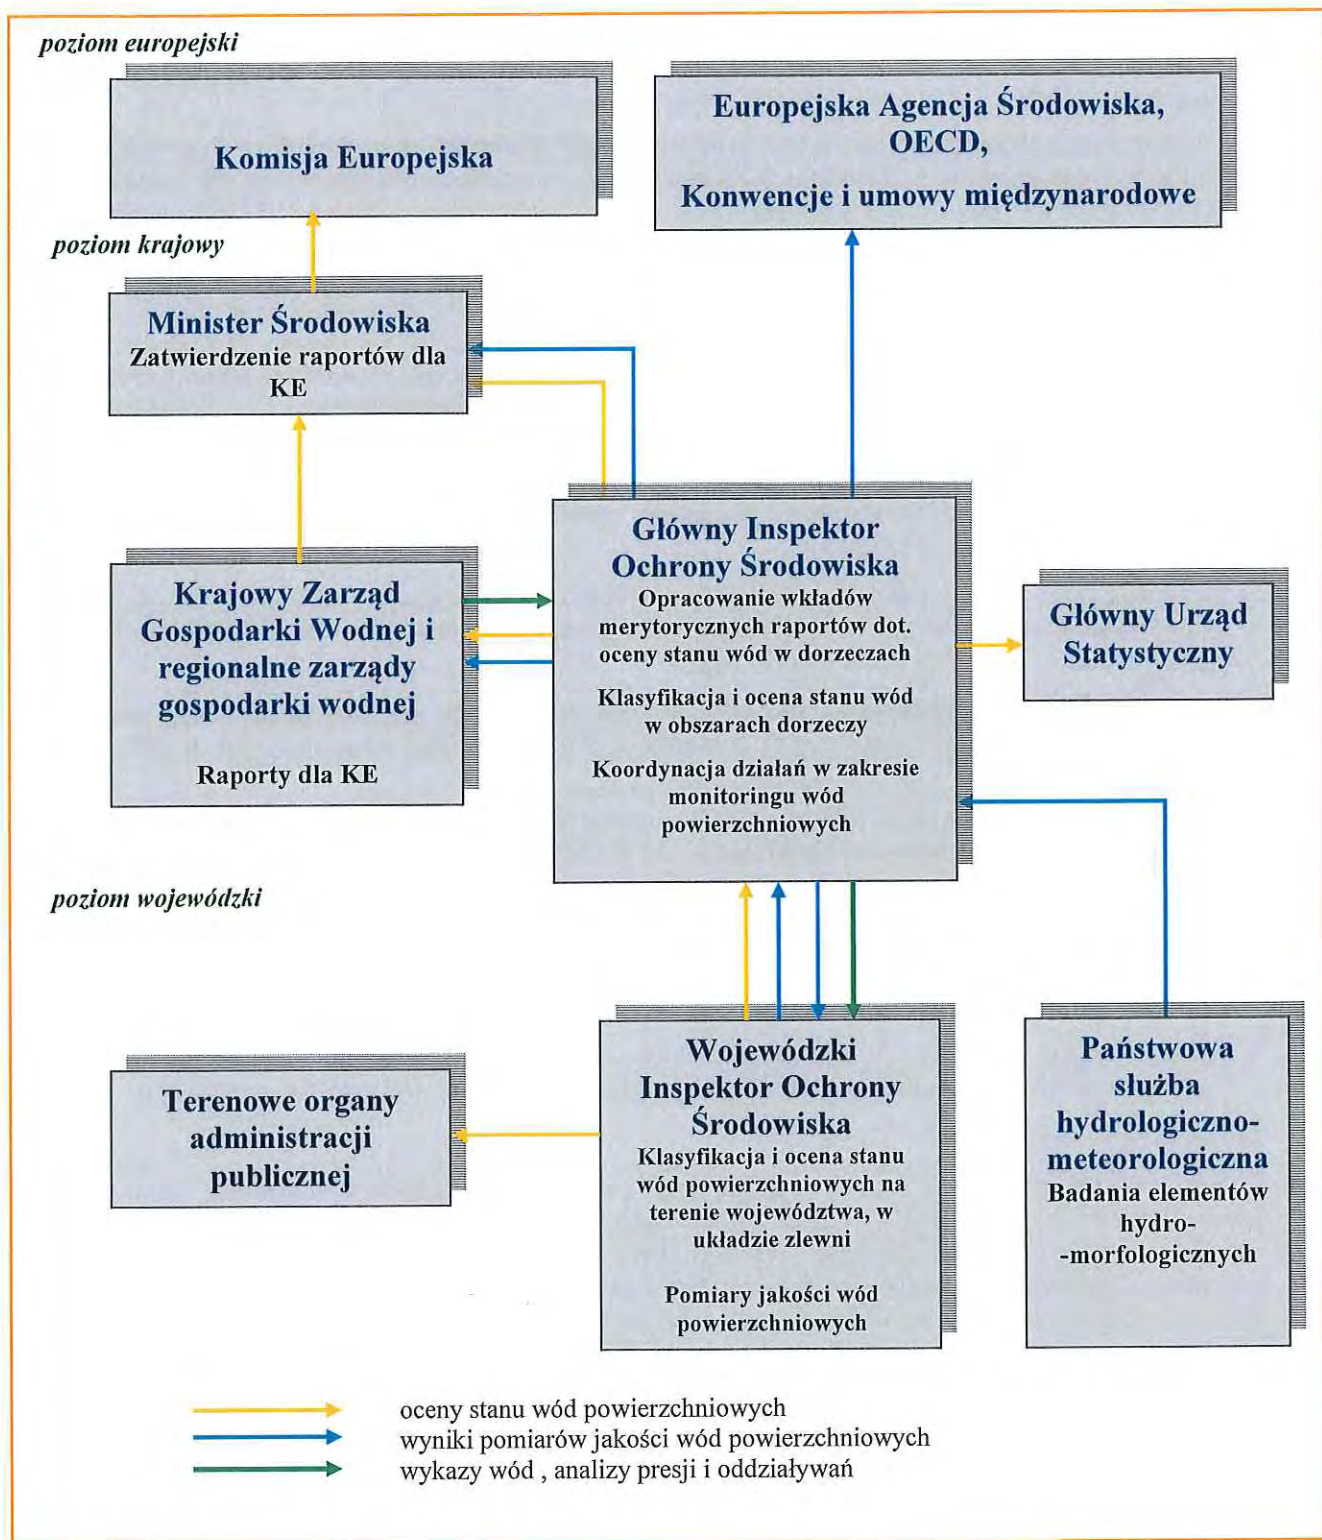 poziom europejski
Komisja Europejska
Europejska Agencja Środowiska,
OECD,
Konwencje i umowy międzynarodowe
poziom krajowy
Minister Środowiska
Zatwierdzenie raportów dla
KE
Krajowy Zarząd
Gospodarki Wodnej i
regionalne zarządy
gospodarki wodnej
Raporty dla KE
Główny Inspektor
Ochrony Środowiska
Opracowanie wkładów
merytorycznych raportów dot.
oceny stanu wód w dorzeczach
Klasyfikacja i ocena stanu wód
w obszarach dorzeczy
Koordynacja działań w zakresie
monitoringu wód
powierzchniowych
Główny Urząd
Statystyczny
poziom wojewódzki
Terenowe organy
administracji
publicznej
Wojewódzki
Inspektor Ochrony
Środowiska
Klasyfikacja i ocena stanu
wód powierzchniowych na
terenie województwa, w
układzie zlewni
Pomiary jakości wód
powierzchniowych
Państwowa
służba
hydrologiczno-
meteorologiczna
Badania elementów
hydro-
-morfologicznych
oceny stanu wód powierzchniowych
wyniki pomiarów jakości wód powierzchniowych
wykazy wód , analizy presji i oddziaływań